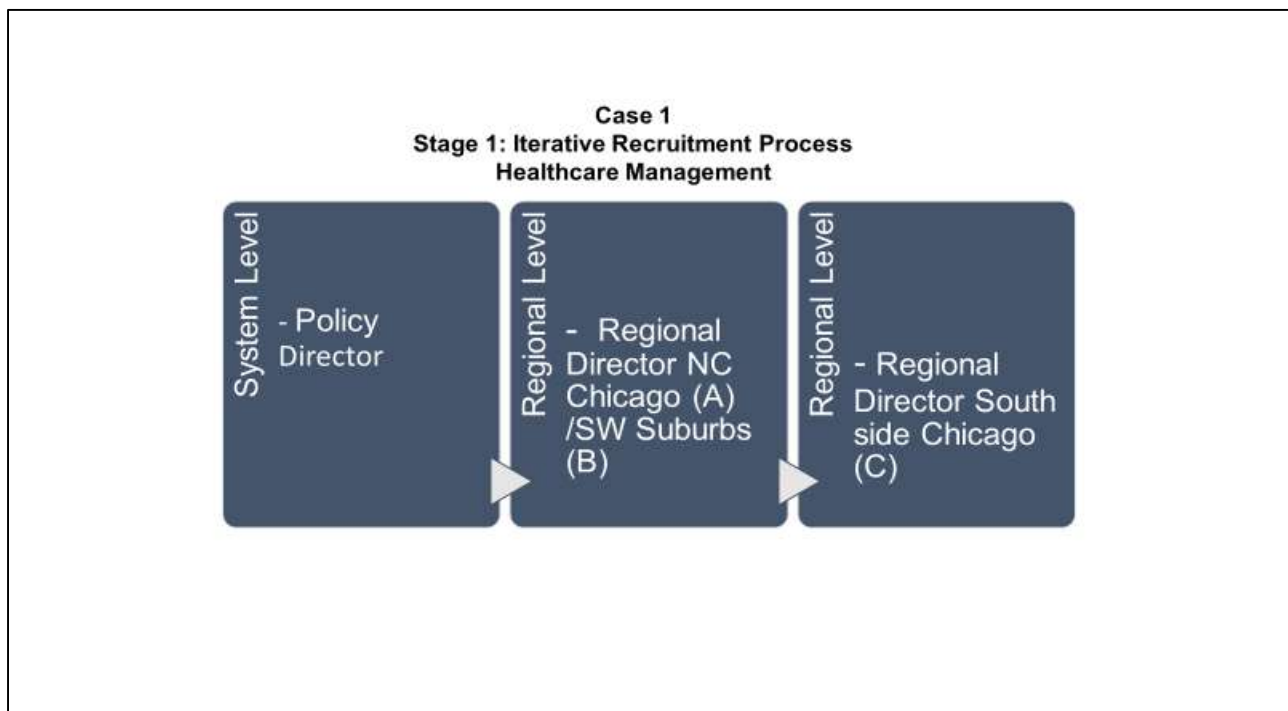 Case 1
Stage 1: Iterative Recruitment Process
Healthcare Management
System Level
- Policy
Director
Regional Level
- Regional
Director NC
Chicago (A)
/SW Suburbs
(B)
Regional Level
- Regional
Director South
side Chicago
(C)